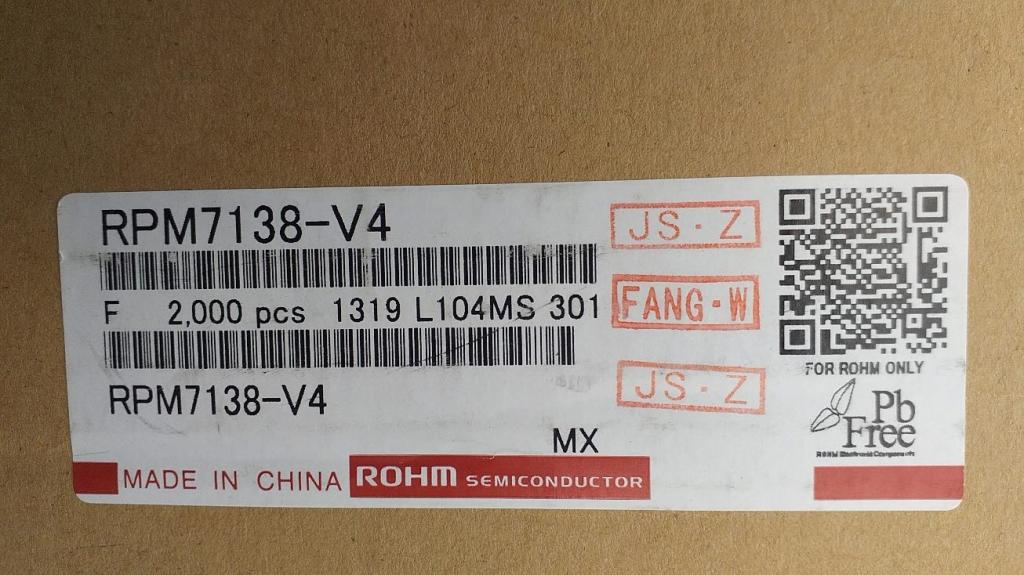 RPM7138-V4
F 2,000 pcs 1319 L104MS 301
RPM7138-V4
MX
MADE IN CHINA ROHM SEMICONDUCTOR
JS·Z
FANG·W
JS·Z
FOR ROHM ONLY
Pb
Free